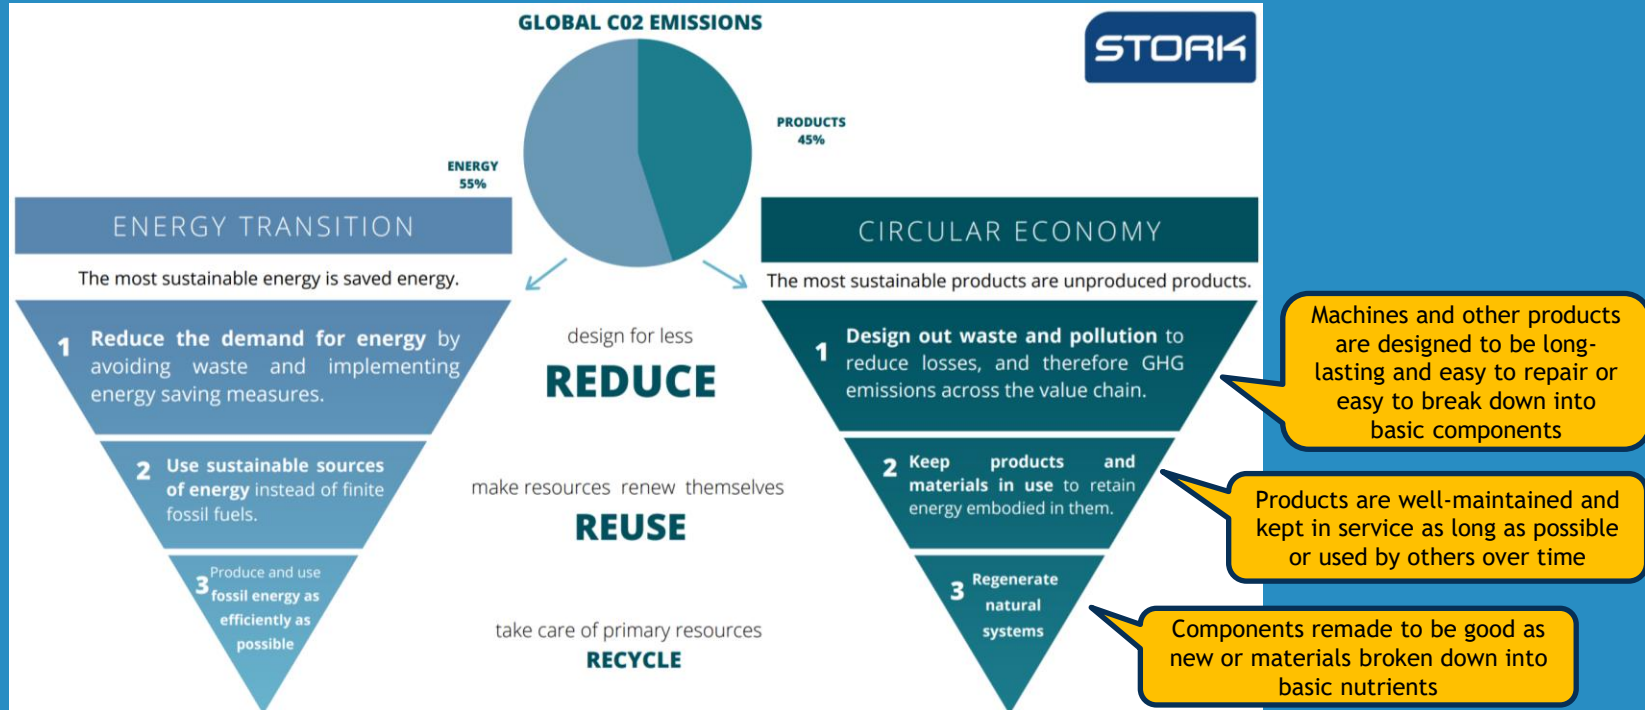 GLOBAL C02 EMISSIONS
STORK
PRODUCTS
45%
ENERGY
55%
ENERGY TRANSITION
The most sustainable energy is saved energy.
1
Reduce the demand for energy by
avoiding waste and implementing
energy saving measures.
2
Use sustainable sources
of energy instead of finite
fossil fuels.
3
Produce and use
fossil energy as
efficiently as
possible
design for less
REDUCE
make resources renew themselves
REUSE
take care of primary resources
RECYCLE
CIRCULAR ECONOMY
The most sustainable products are unproduced products.
1
Design out waste and pollution to
reduce losses, and therefore GHG
emissions across the value chain.
2
Keep products and
materials in use to retain
energy embodied in them.
3
Regenerate
natural
systems
Machines and other products
are designed to be long-
lasting and easy to repair or
easy to break down into
basic components
Products are well-maintained and
kept in service as long as possible
or used by others over time
Components remade to be good as
new or materials broken down into
basic nutrients